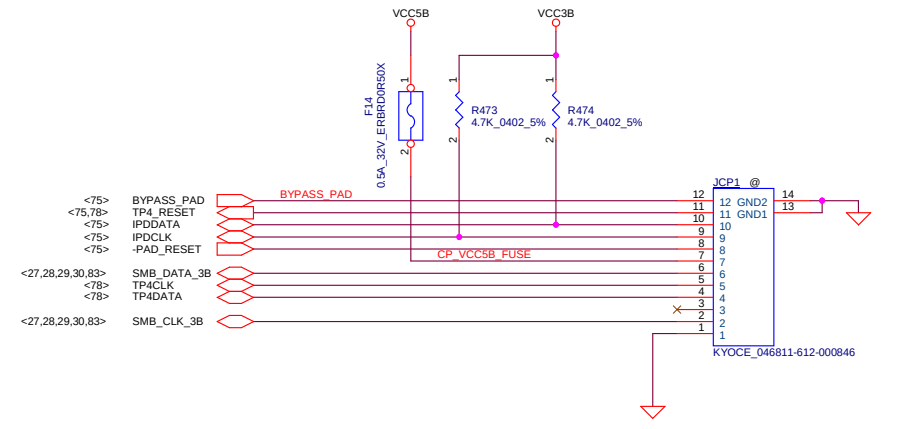 VCC5B
VCC3B
1
F14
0.5A_32V_ERBRD0R50X
2
1
R473
4.7K_0402_5%
2
1
R474
4.7K_0402_5%
2
JCP1 @
<75> BYPASS_PAD BYPASS_PAD 12 12 GND2 14
<75,78> TP4_RESET 11 11 GND1 13
<75> IPDDATA 10 10
<75> IPDCLK 9 9
<75> -PAD_RESET 8 8
CP_VCC5B_FUSE 7 7
<27,28,29,30,83> SMB_DATA_3B 6 6
<78> TP4CLK 5 5
<78> TP4DATA 4 4
3 3
<27,28,29,30,83> SMB_CLK_3B 2 2
1 1
KYOCE_046811-612-000846